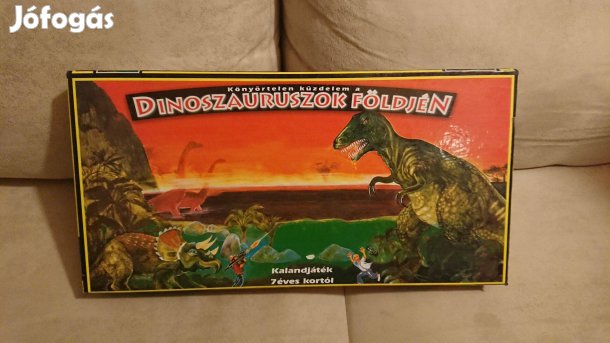 Jófogás
Könyörtelen küzdelem a
DINOSZAURUSZOK FÖLDJÉN
Kalandjáték
7éves kortól